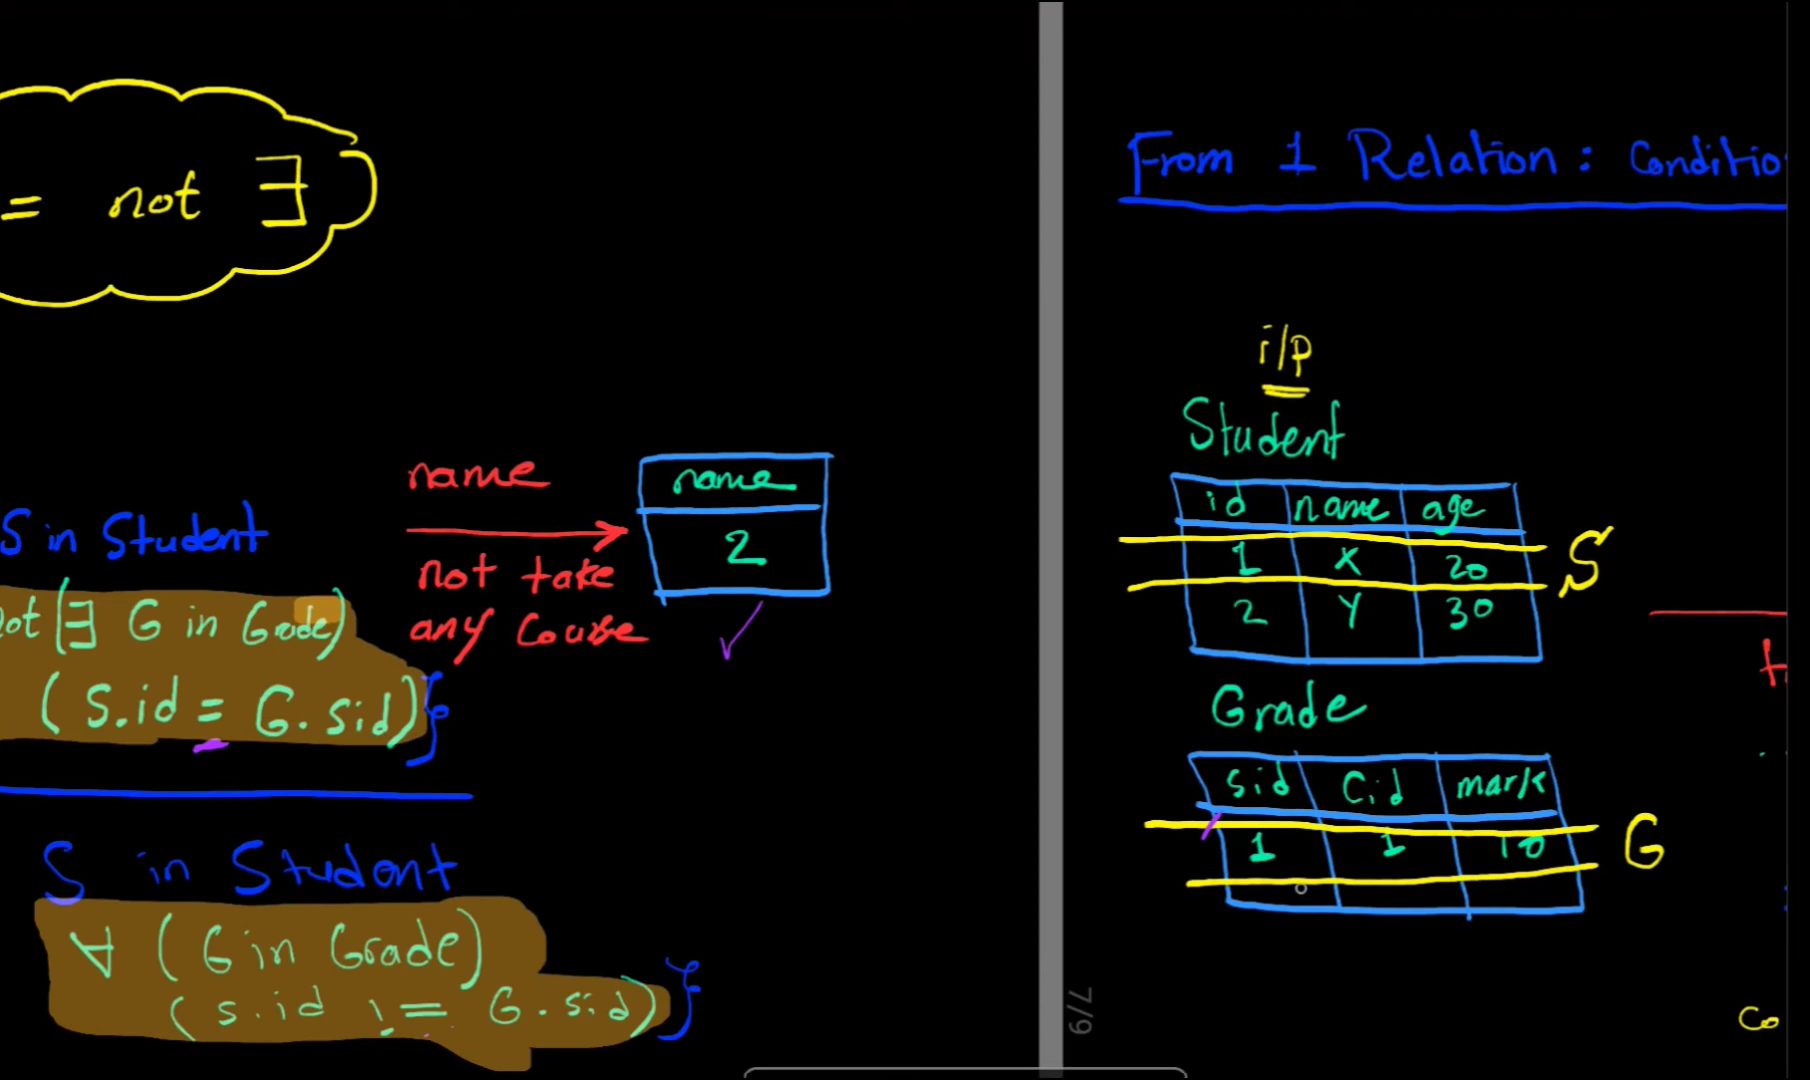 = not ∃
S in Student
not (∃ G in Grade)
(S.id = G.sid)}
name
not take
any Course
name
2
S in Student
∀ (G in Grade)
(s.id != G.sid)}
7/9
From 1 Relation: Conditio
i/p
Student
id name age
1 X 20
2 Y 30
S
Grade
sid Cid mark
1 1 10
G
Co